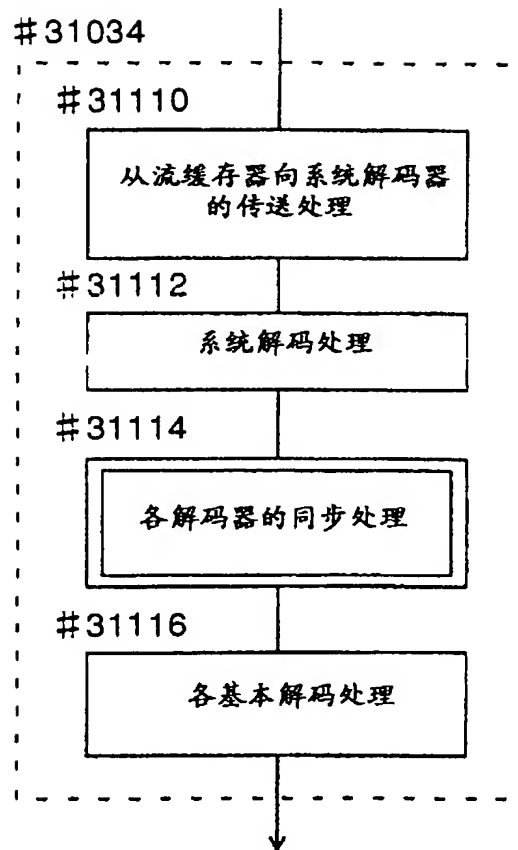 #31034
#31110
从流缓存器向系统解码器
的传送处理
#31112
系统解码处理
#31114
各解码器的同步处理
#31116
各基本解码处理